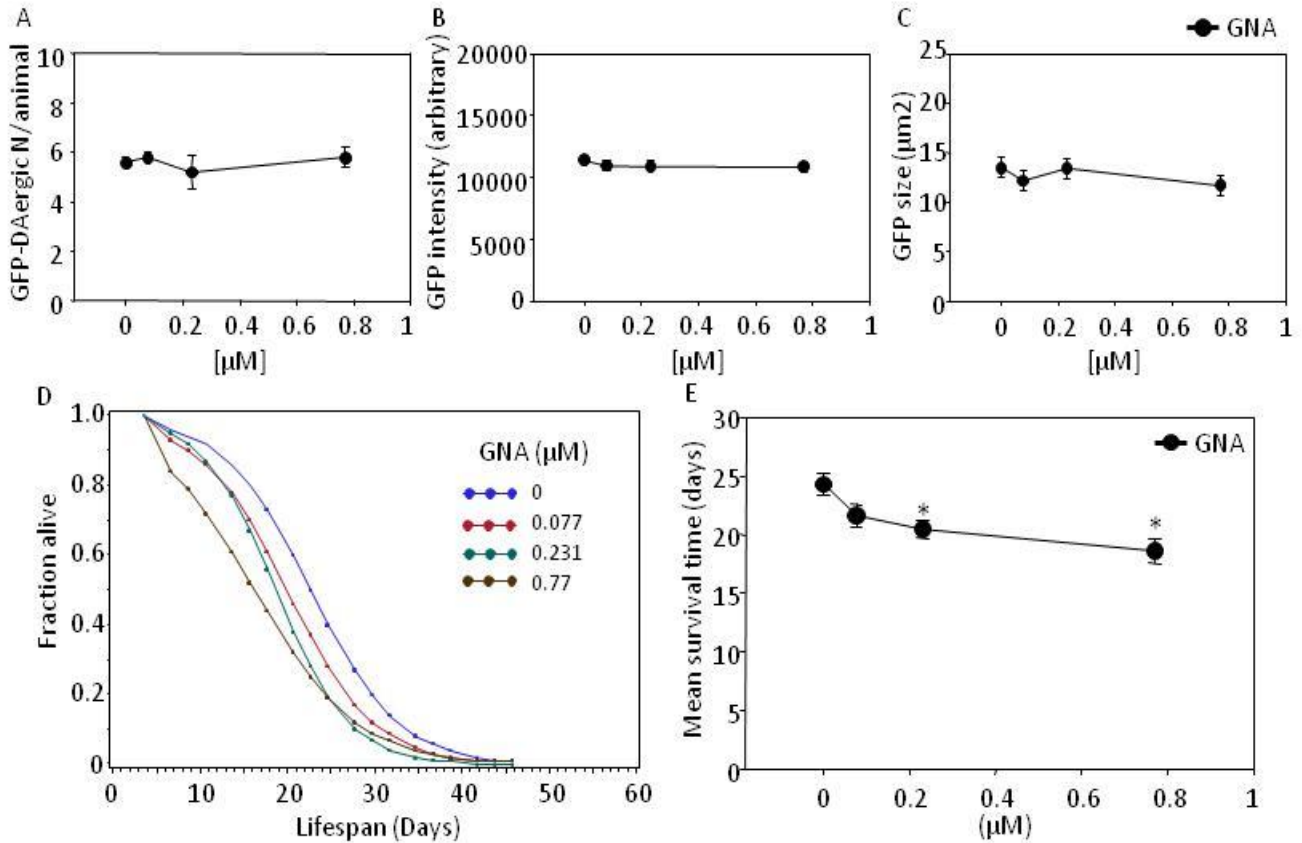 A
GFP-DAergic N/animal
10
8
6
4
2
0
0 0.2 0.4 0.6 0.8 1
[µM]
B
GFP intensity (arbitrary)
20000
15000
10000
5000
0
0 0.2 0.4 0.6 0.8 1
[µM]
C
GNA
GFP size (µm2)
25
20
15
10
5
0
0 0.2 0.4 0.6 0.8 1
[µM]
D
Fraction alive
1.0
0.8
0.6
0.4
0.2
0
GNA (µM)
0
0.077
0.231
0.77
0 10 20 30 40 50 60
Lifespan (Days)
E
Mean survival time (days)
30
25
20
15
10
5
0
GNA
* *
0 0.2 0.4 0.6 0.8 1
(µM)